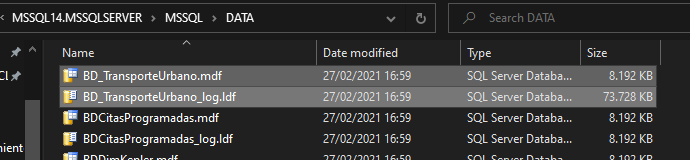 MSSQL14.MSSQLSERVER > MSSQL > DATA
Search DATA
Name Date modified Type Size
BD_TransporteUrbano.mdf 27/02/2021 16:59 SQL Server Databa... 8.192 KB
BD_TransporteUrbano_log.ldf 27/02/2021 16:59 SQL Server Databa... 73.728 KB
BDCitasProgramadas.mdf 27/02/2021 16:59 SQL Server Databa... 8.192 KB
BDCitasProgramadas_log.ldf 27/02/2021 16:59 SQL Server Databa... 8.192 KB